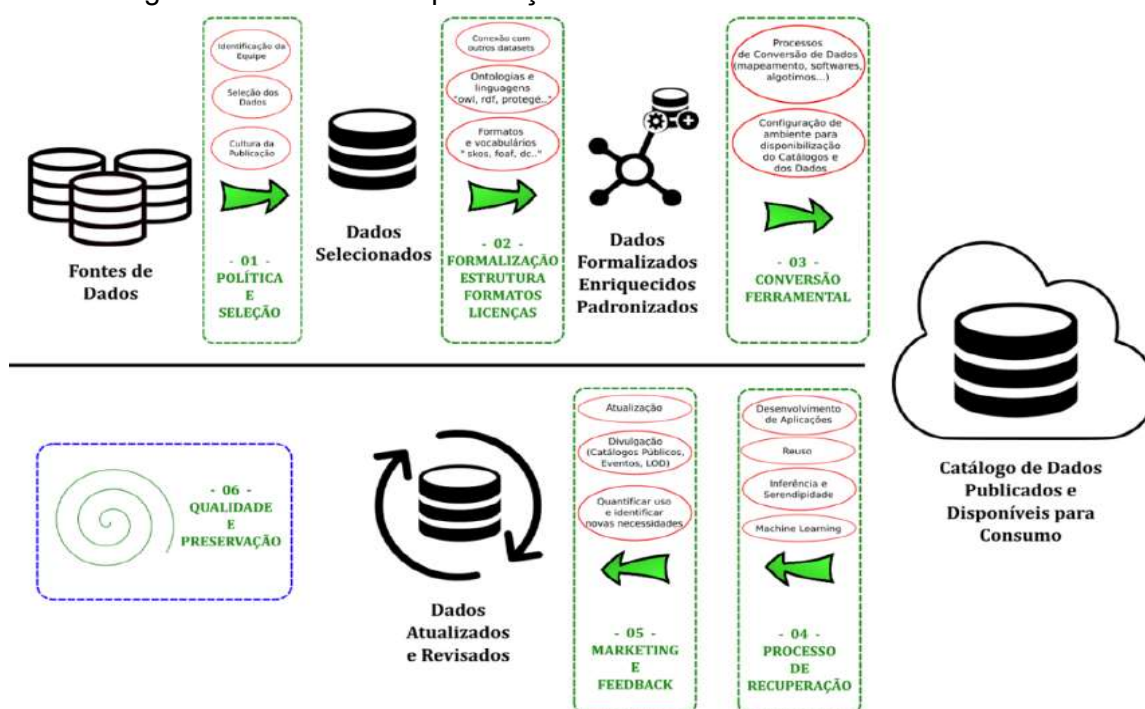 Identificação da
Equipe
Seleção dos
Dados
Cultura da
Publicação
Fontes de
Dados
- 01 -
POLÍTICA
E
SELEÇÃO
Dados
Selecionados
Conexão com
outros datasets
Ontologias e
linguagens
"owl, rdf, protegé.."
Formatos
e vocabulários
" skos, foaf, dc.."
- 02 -
FORMALIZAÇÃO
ESTRUTURA
FORMATOS
LICENÇAS
Dados
Formalizados
Enriquecidos
Padronizados
Processos
de Conversão de Dados
(mapeamento, softwares,
algotimos...)
Configuração de
ambiente para
disponibilização
do Catálogos e
dos Dados
- 03 -
CONVERSÃO
FERRAMENTAL
Catálogo de Dados
Publicados e
Disponíveis para
Consumo
Desenvolvimento
de Aplicações
Reuso
Inferência e
Serendipidade
Machine Learning
- 04 -
PROCESSO
DE
RECUPERAÇÃO
Atualização
Divulgação
(Catálogos Públicos,
Eventos, LOD)
Quantificar uso
e identificar
novas necessidades
- 05 -
MARKETING
E
FEEDBACK
Dados
Atualizados
e Revisados
- 06 -
QUALIDADE
E
PRESERVAÇÃO